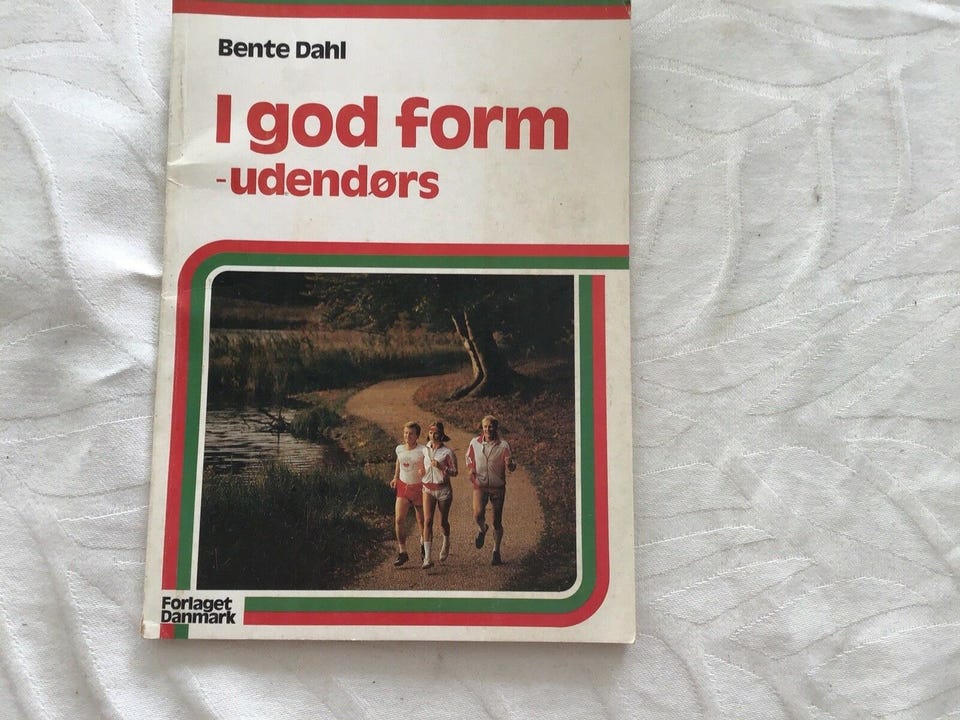 Bente Dahl
I god form
-udendørs
Forlaget
Danmark